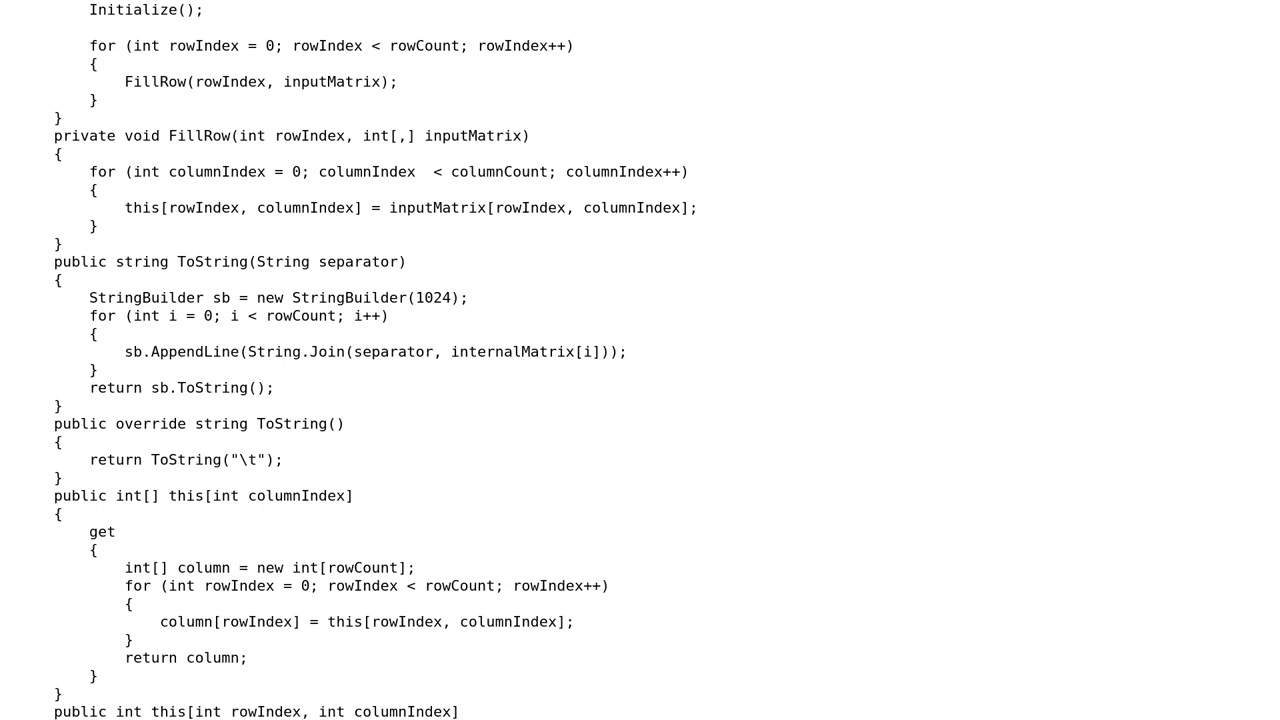 Initialize();
for (int rowIndex = 0; rowIndex < rowCount; rowIndex++)
{
FillRow(rowIndex, inputMatrix);
}
}
private void FillRow(int rowIndex, int[,] inputMatrix)
{
for (int columnIndex = 0; columnIndex  < columnCount; columnIndex++)
{
this[rowIndex, columnIndex] = inputMatrix[rowIndex, columnIndex];
}
}
public string ToString(String separator)
{
StringBuilder sb = new StringBuilder(1024);
for (int i = 0; i < rowCount; i++)
{
sb.AppendLine(String.Join(separator, internalMatrix[i]));
}
return sb.ToString();
}
public override string ToString()
{
return ToString("\t");
}
public int[] this[int columnIndex]
{
get
{
int[] column = new int[rowCount];
for (int rowIndex = 0; rowIndex < rowCount; rowIndex++)
{
column[rowIndex] = this[rowIndex, columnIndex];
}
return column;
}
}
public int this[int rowIndex, int columnIndex]